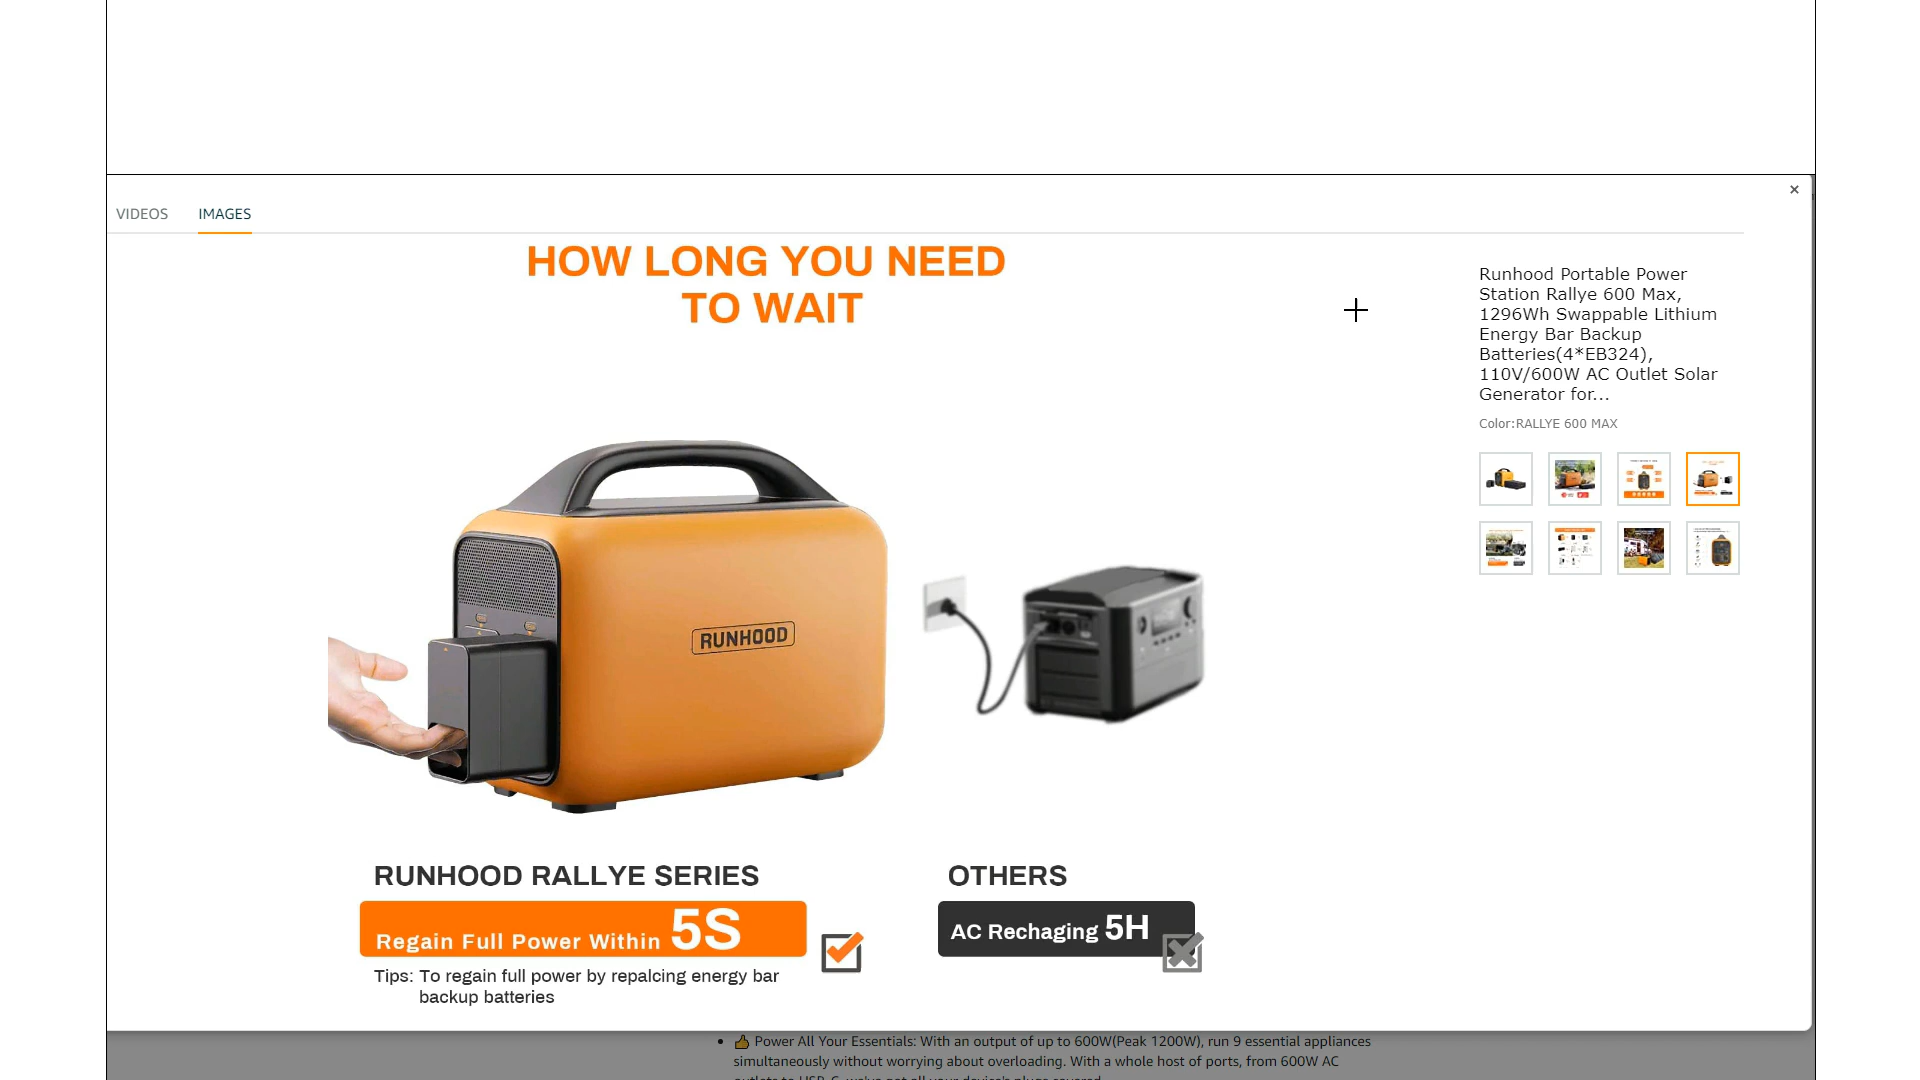 VIDEOS IMAGES
HOW LONG YOU NEED
TO WAIT
Runhood Portable Power
Station Rallye 600 Max,
1296Wh Swappable Lithium
Energy Bar Backup
Batteries(4*EB324),
110V/600W AC Outlet Solar
Generator for...
Color:RALLYE 600 MAX
RUNHOOD
RUNHOOD RALLYE SERIES
Regain Full Power Within 5S
Tips: To regain full power by repalcing energy bar
backup batteries
OTHERS
AC Rechaging 5H
• 👍 Power All Your Essentials: With an output of up to 600W(Peak 1200W), run 9 essential appliances
simultaneously without worrying about overloading. With a whole host of ports, from 600W AC